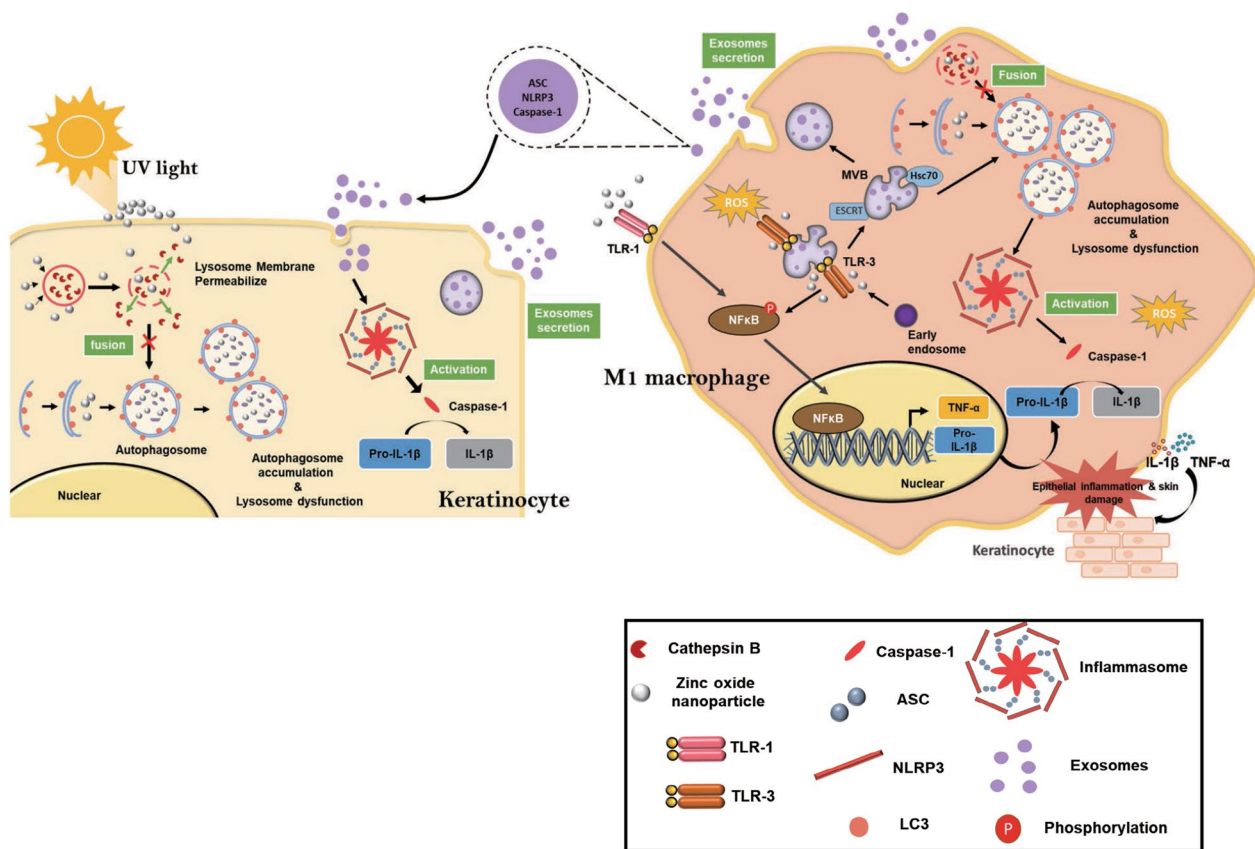 UV light
Lysosome Membrane
Permeabilize
fusion
Autophagosome
Autophagosome
accumulation
&
Lysosome dysfunction
Nuclear
Activation
Caspase-1
Pro-IL-1β
IL-1β
Keratinocyte
Exosomes
secretion
ASC
NLRP3
Caspase-1
Exosomes
secretion
Fusion
MVB
Hsc70
ESCRT
ROS
TLR-1
TLR-3
Autophagosome
accumulation
&
Lysosome dysfunction
NFκB
P
Early
endosome
Activation
ROS
Caspase-1
M1 macrophage
NFκB
TNF-α
Pro-
IL-1β
Nuclear
Pro-IL-1β
IL-1β
IL-1β
TNF-α
Epithelial inflammation & skin
damage
Keratinocyte
Cathepsin B
Zinc oxide
nanoparticle
TLR-1
TLR-3
Caspase-1
ASC
NLRP3
LC3
Inflammasome
Exosomes
P
Phosphorylation